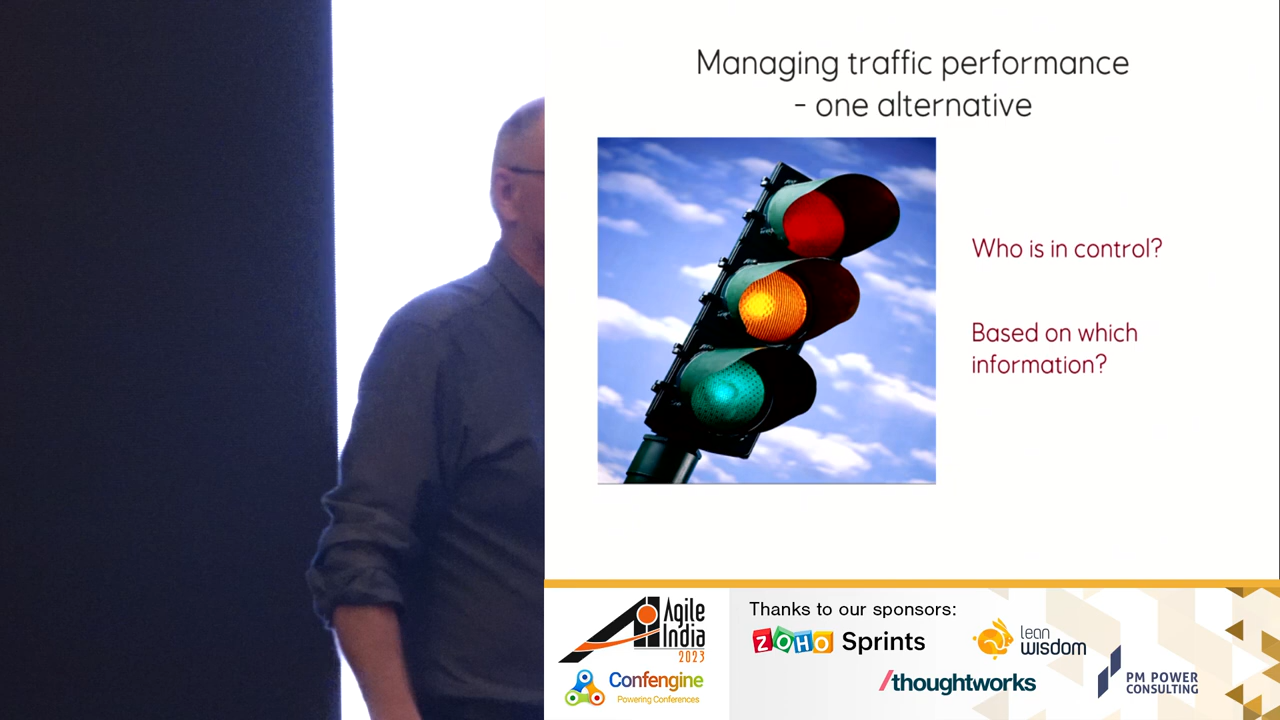 Managing traffic performance
- one alternative
Who is in control?
Based on which
information?
Agile
India
2023
Confengine
Powering Conferences
Thanks to our sponsors:
ZOHO Sprints
lean
wisdom
/thoughtworks
PM POWER
CONSULTING